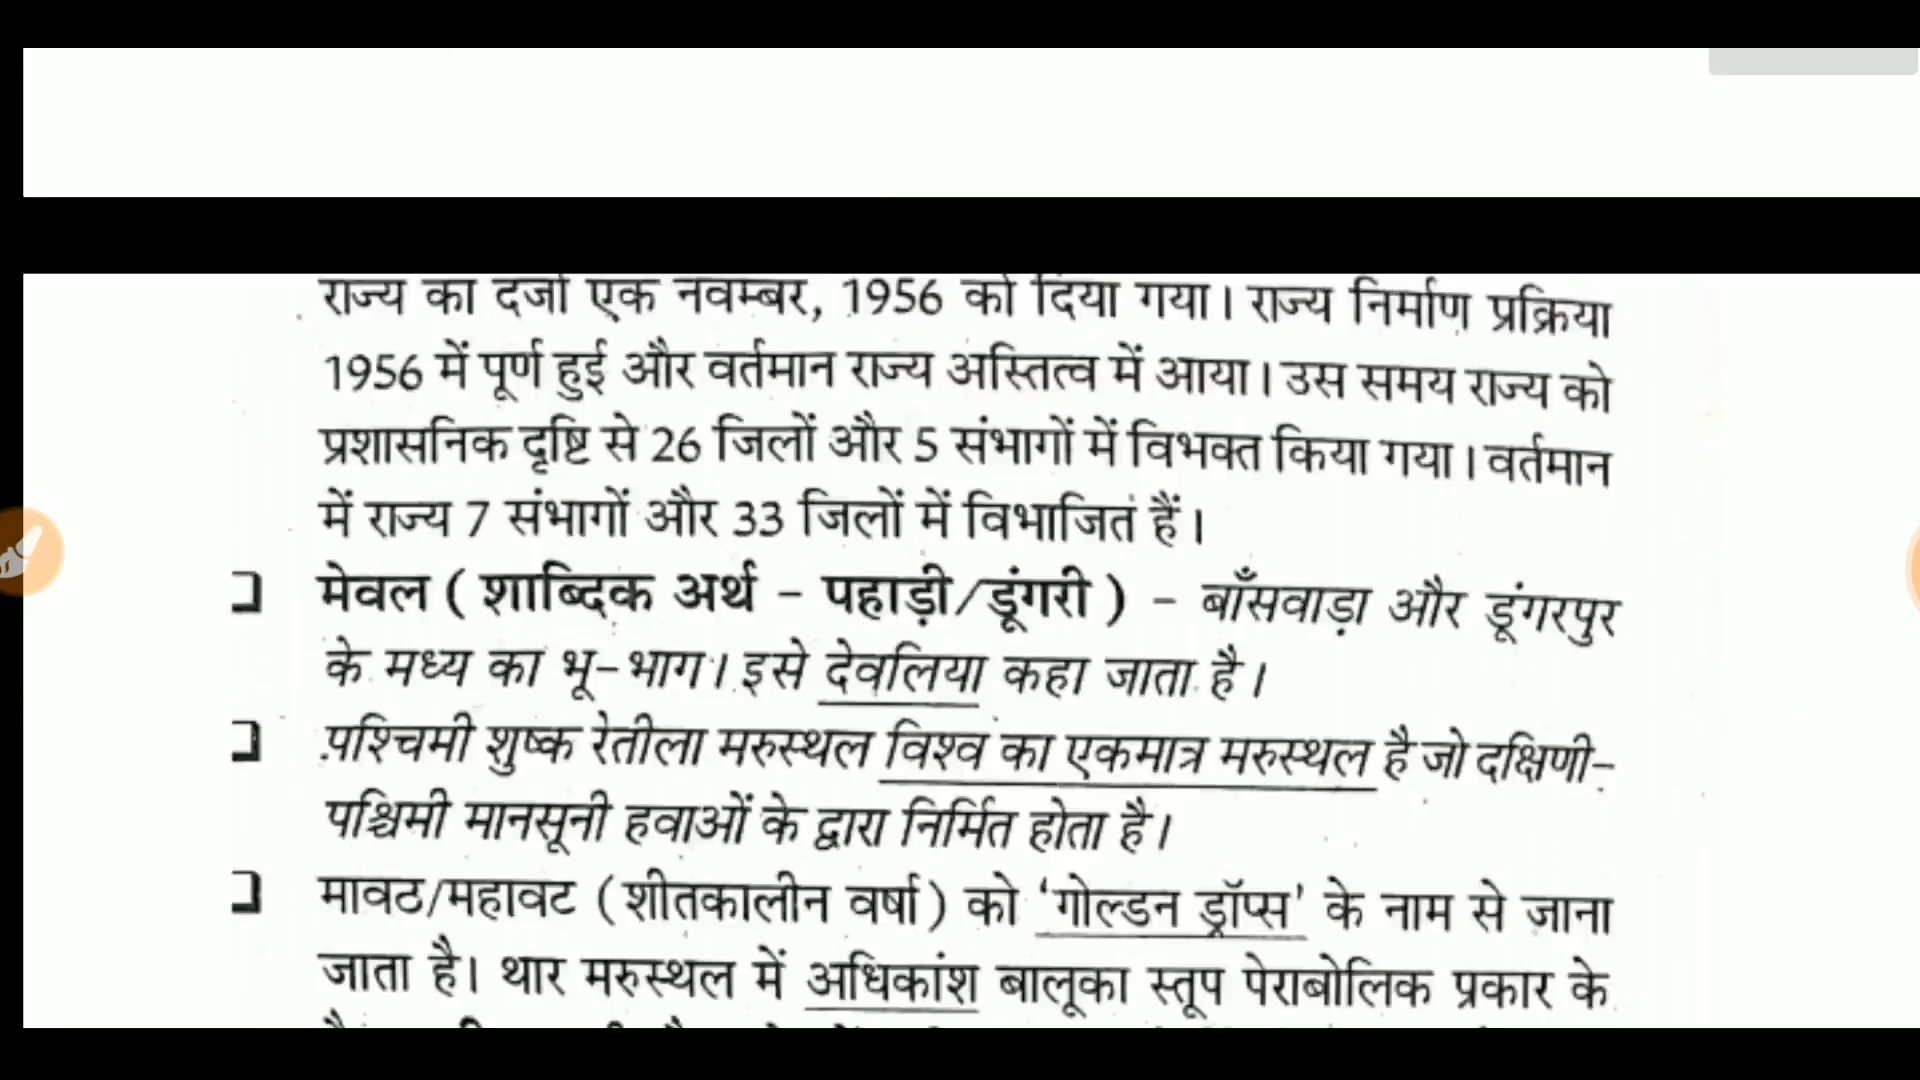 राज्य का दर्जा एक नवम्बर, 1956 को दिया गया। राज्य निर्माण प्रक्रिया
1956 में पूर्ण हुई और वर्तमान राज्य अस्तित्व में आया। उस समय राज्य को
प्रशासनिक दृष्टि से 26 जिलों और 5 संभागों में विभक्त किया गया। वर्तमान
में राज्य 7 संभागों और 33 जिलों में विभाजित हैं।
मेवल ( शाब्दिक अर्थ - पहाड़ी/डूंगरी ) - बाँसवाड़ा और डूंगरपुर
के मध्य का भू-भाग। इसे देवलिया कहा जाता है।
पश्चिमी शुष्क रेतीला मरुस्थल विश्व का एकमात्र मरुस्थल है जो दक्षिणी-
पश्चिमी मानसूनी हवाओं के द्वारा निर्मित होता है।
मावट/महावट (शीतकालीन वर्षा) को ‘गोल्डन ड्रॉप्स’ के नाम से जाना
जाता है। थार मरुस्थल में अधिकांश बालूका स्तूप पेराबोलिक प्रकार के